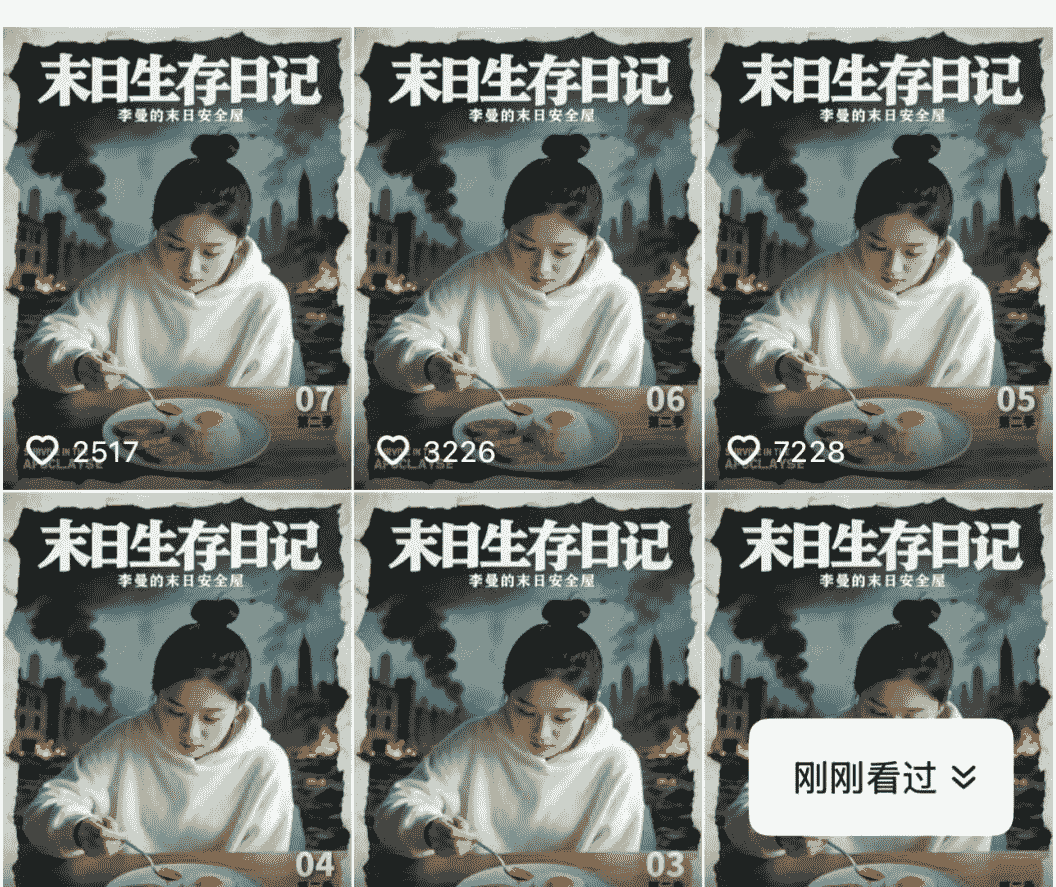 末日生存日记
李曼的末日安全屋
07
第二季
2517
末日生存日记
李曼的末日安全屋
06
第二季
3226
末日生存日记
李曼的末日安全屋
05
第二季
7228
末日生存日记
李曼的末日安全屋
04
末日生存日记
李曼的末日安全屋
03
末日生存日记
李曼的末日安全屋
刚刚看过